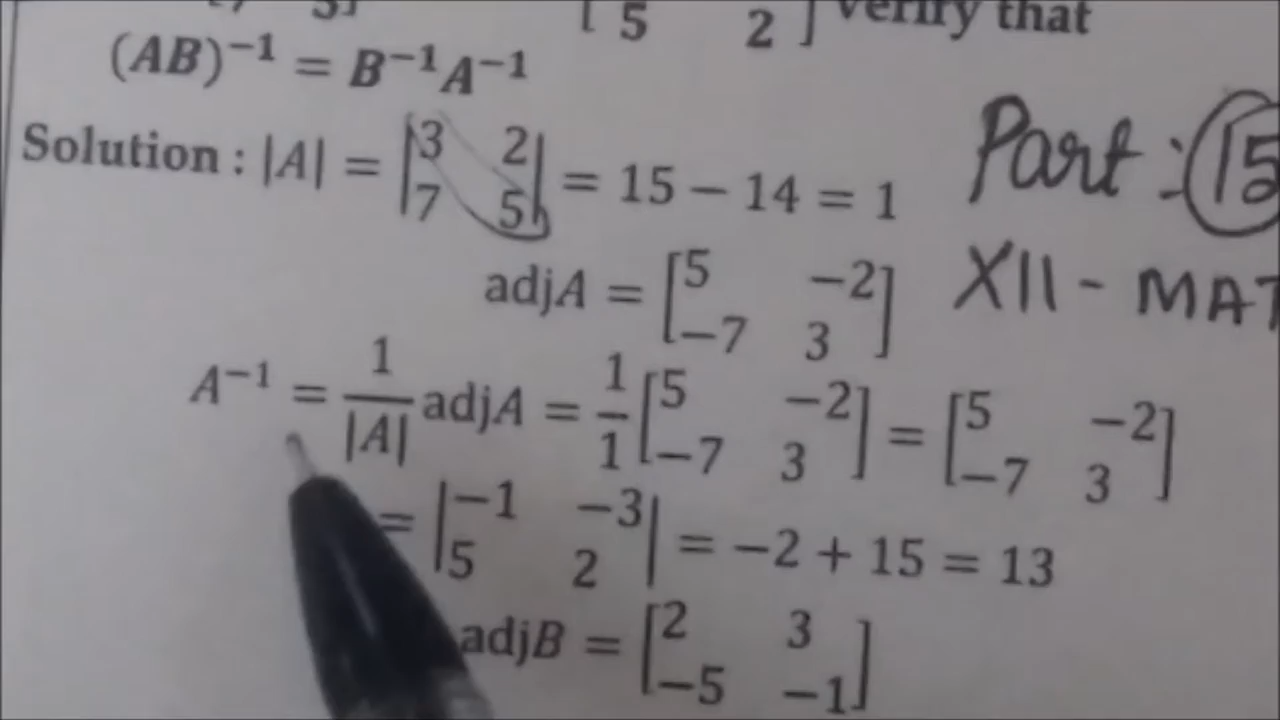 7 5] [5 2] verify that
(AB)⁻¹ = B⁻¹A⁻¹
Solution : |A| = |3 2| = 15 − 14 = 1
|7 5|
Part : 15
adjA = [5 −2]
[−7 3]
XII - MAT
A⁻¹ = 1/|A| adjA = 1/1 [5 −2] = [5 −2]
[−7 3] [−7 3]
= |−1 −3| = −2 + 15 = 13
|5 2|
adjB = [2 3]
[−5 −1]